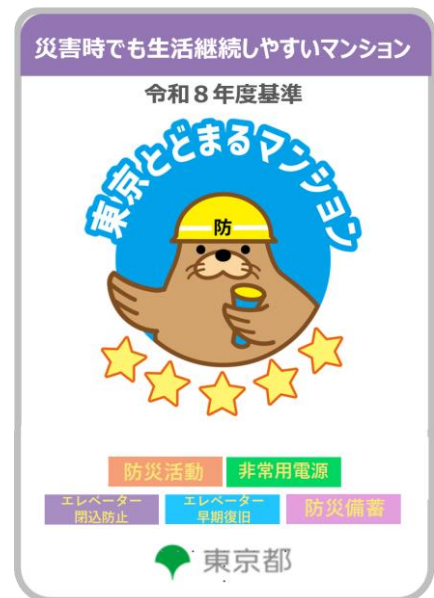 災害時でも生活継続しやすいマンション
令和８年度基準
東京とどまるマンション
防
防災活動
非常用電源
エレベーター
閉込防止
エレベーター
早期復旧
防災備蓄
東京都